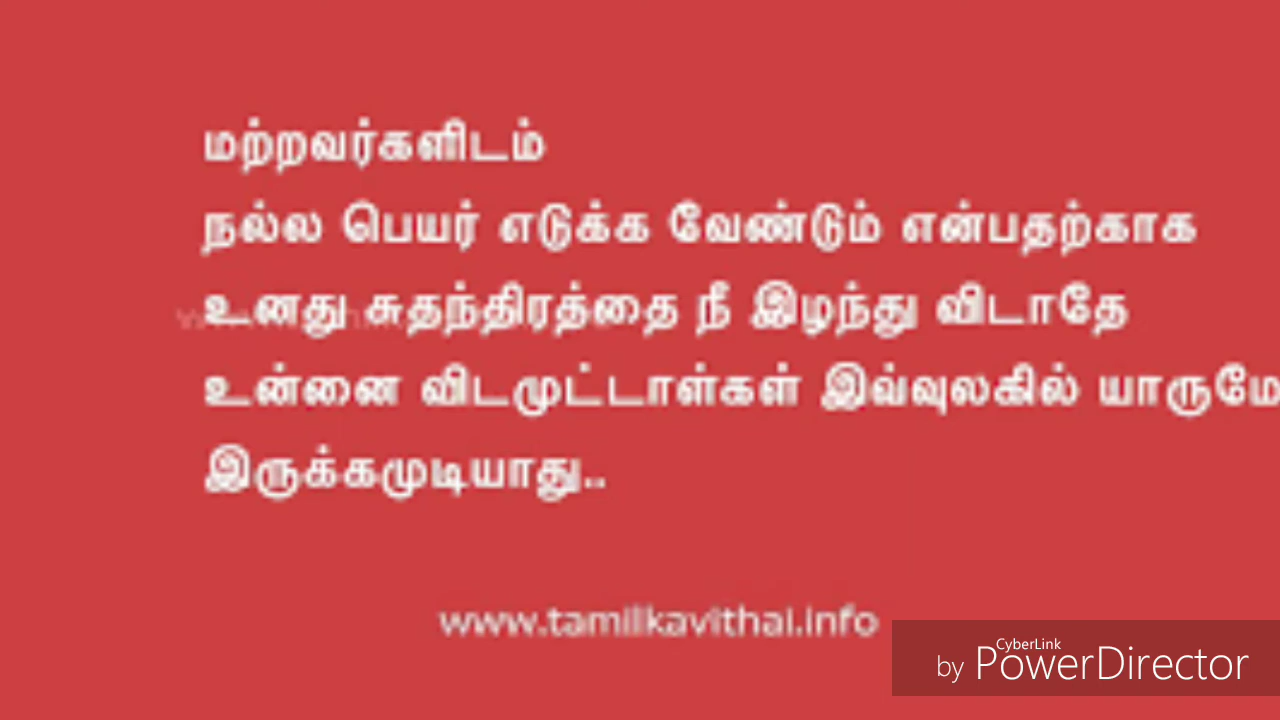 மற்றவர்களிடம்
நல்ல பெயர் எடுக்க வேண்டும் என்பதற்காக
உனது சுதந்திரத்தை நீ இழந்து விடாதே
உன்னை விடமுட்டாள்கள் இவ்வுலகில் யாருமே
இருக்கமுடியாது..
www.tamilkavithai.info
CyberLink
by PowerDirector